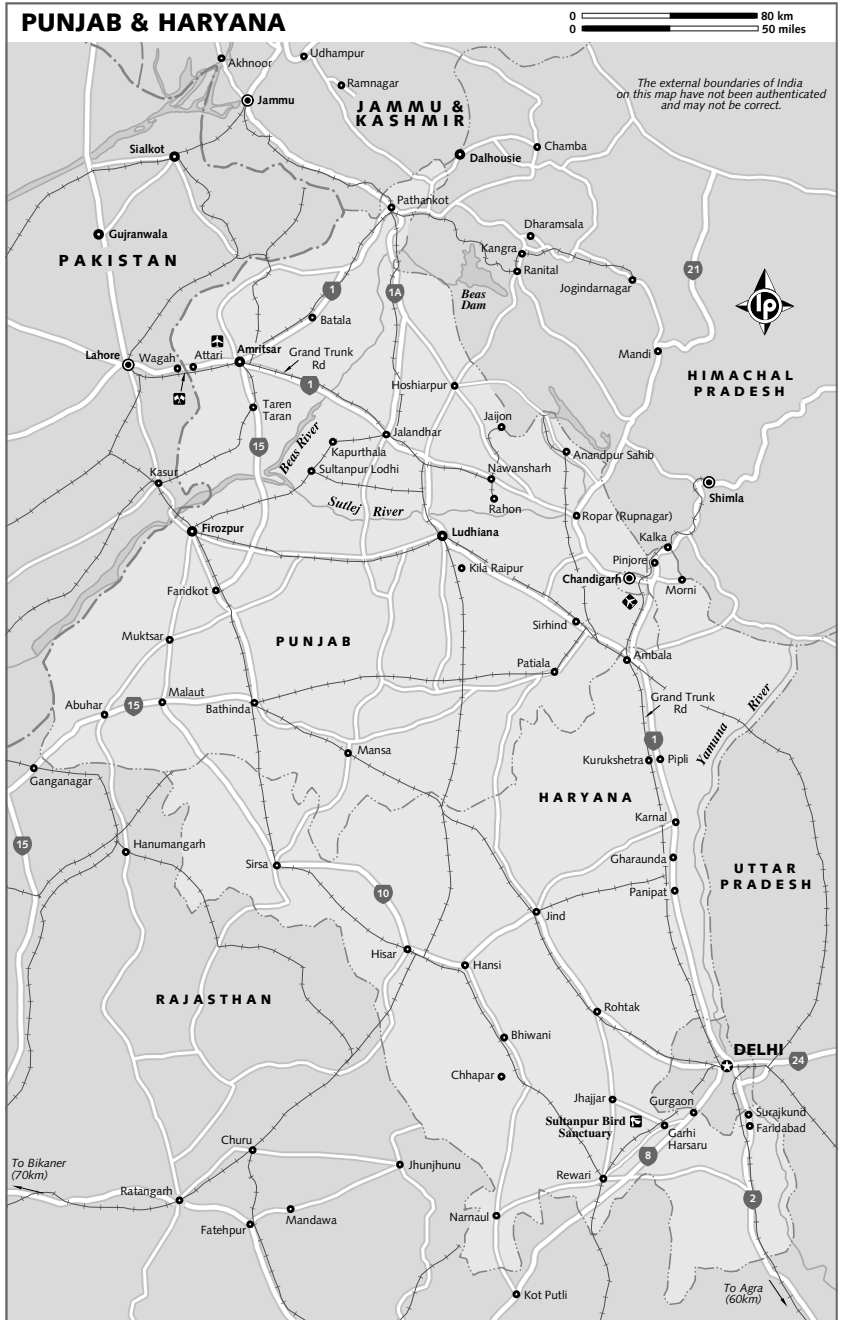 PUNJAB & HARYANA
0 80 km
0 50 miles
The external boundaries of India
on this map have not been authenticated
and may not be correct.
Udhampur
Akhnoor
Ramnagar
Jammu
JAMMU &
KASHMIR
Sialkot
Chamba
Dalhousie
Pathankot
Gujranwala
Dharamsala
PAKISTAN
Kangra
Ranital
21
Jogindarnagar
1
1A
Beas
Dam
lp
Batala
Lahore
Wagah
Attari
Amritsar
Grand Trunk
Rd
Mandi
HIMACHAL
PRADESH
1
Hoshiarpur
Taren
Taran
Jaijon
15
Beas River
Jalandhar
Kapurthala
Anandpur Sahib
Sultanpur Lodhi
Nawansharh
Kasur
Shimla
Sutlej River
Rahon
Ropar (Rupnagar)
Firozpur
Ludhiana
Kalka
Pinjore
Kila Raipur
Chandigarh
Morni
Faridkot
Sirhind
Muktsar
PUNJAB
Ambala
Patiala
Malaut
Abuhar
15
Bathinda
Grand Trunk
Rd
Yamuna River
1
Mansa
Kurukshetra
Pipli
Ganganagar
HARYANA
Karnal
15
Hanumangarh
Sirsa
Gharaunda
UTTAR
PRADESH
10
Panipat
Jind
Hisar
Hansi
RAJASTHAN
Rohtak
Bhiwani
DELHI
24
Chhapar
Jhajjar
Gurgaon
Surajkund
Sultanpur Bird
Sanctuary
Faridabad
Garhi
Harsaru
Churu
8
To Bikaner
(70km)
Jhunjhunu
Rewari
Ratangarh
2
Mandawa
Narnaul
Fatehpur
To Agra
(60km)
Kot Putli